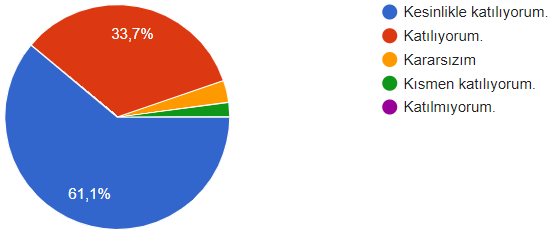 33,7%
61,1%
Kesinlikle katılıyorum.
Katılıyorum.
Kararsızım
Kısmen katılıyorum.
Katılmıyorum.